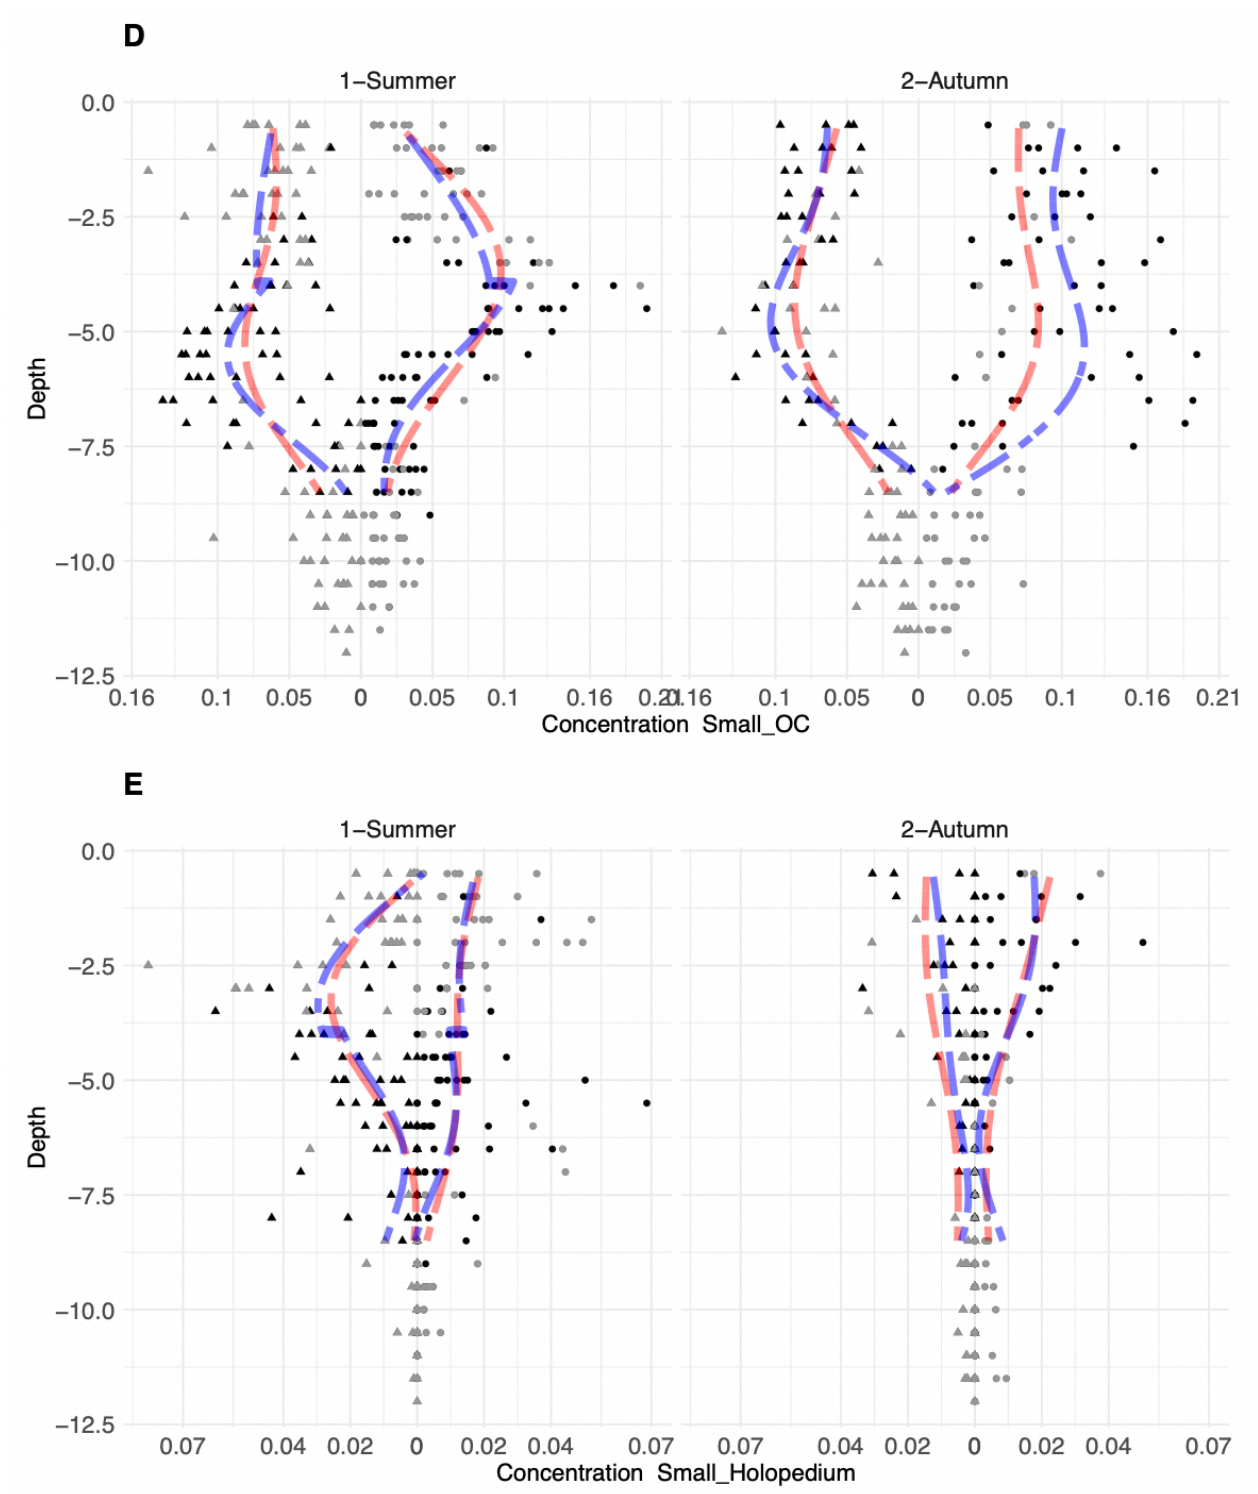 D
1−Summer 2−Autumn
0.0
−2.5
−5.0
−7.5
−10.0
−12.5
Depth
0.16 0.1 0.05 0 0.05 0.1 0.16 0.21 0.16 0.1 0.05 0 0.05 0.1 0.16 0.21
Concentration Small_OC
E
1−Summer 2−Autumn
0.0
−2.5
−5.0
−7.5
−10.0
−12.5
Depth
0.07 0.04 0.02 0 0.02 0.04 0.07 0.07 0.04 0.02 0 0.02 0.04 0.07
Concentration Small_Holopedium